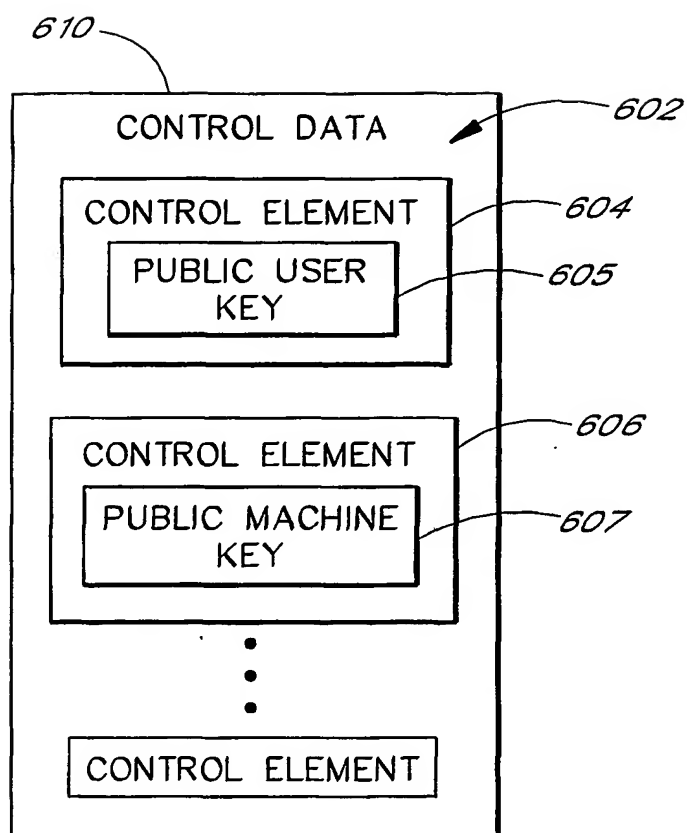 610
CONTROL DATA
602
CONTROL ELEMENT
604
PUBLIC USER
KEY
605
CONTROL ELEMENT
606
PUBLIC MACHINE
KEY
607
CONTROL ELEMENT